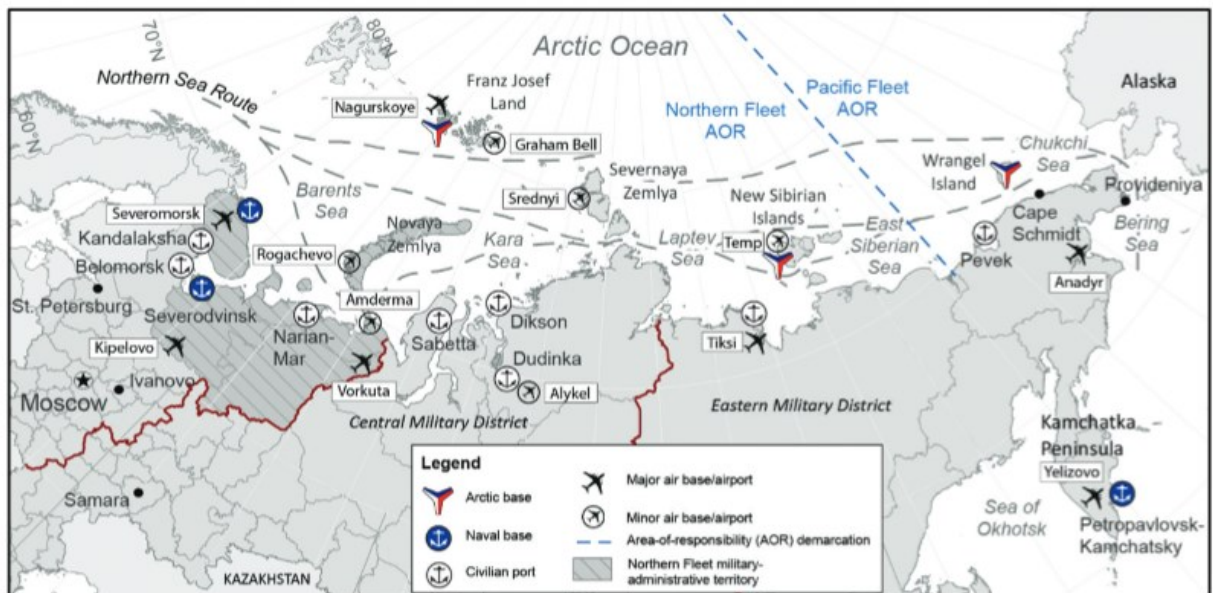 70°N
80°N
60°N
Arctic Ocean
Northern Sea Route
Franz Josef
Land
Nagurskoye
Graham Bell
Northern Fleet
AOR
Pacific Fleet
AOR
Alaska
Chukchi
Sea
Wrangel
Island
Severnaya
Zemlya
Srednyi
New Sibirian
Islands
Temp
Provideniya
Cape
Schmidt
Bering
Sea
Barents
Sea
Severomorsk
Kandalaksha
Belomorsk
Novaya
Zemlya
Rogachevo
Kara
Sea
Laptev
Sea
East
Siberian
Sea
Pevek
Anadyr
St. Petersburg
Severodvinsk
Amderma
Narian-
Mar
Sabetta
Dikson
Dudinka
Alykel
Tiksi
Kipelovo
Ivanovo
Moscow
Vorkuta
Central Military District
Eastern Military District
Kamchatka
Peninsula
Yelizovo
Petropavlovsk-
Kamchatsky
Sea of
Okhotsk
Samara
KAZAKHSTAN
Legend
Arctic base
Naval base
Civilian port
Major air base/airport
Minor air base/airport
Area-of-responsibility (AOR) demarcation
Northern Fleet military-
administrative territory